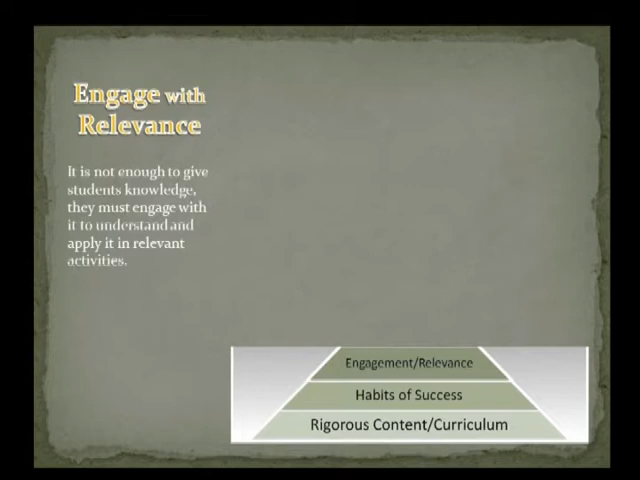 Engage with
Relevance
It is not enough to give
students knowledge,
they must engage with
it to understand and
apply it in relevant
activities.
Engagement/Relevance
Habits of Success
Rigorous Content/Curriculum